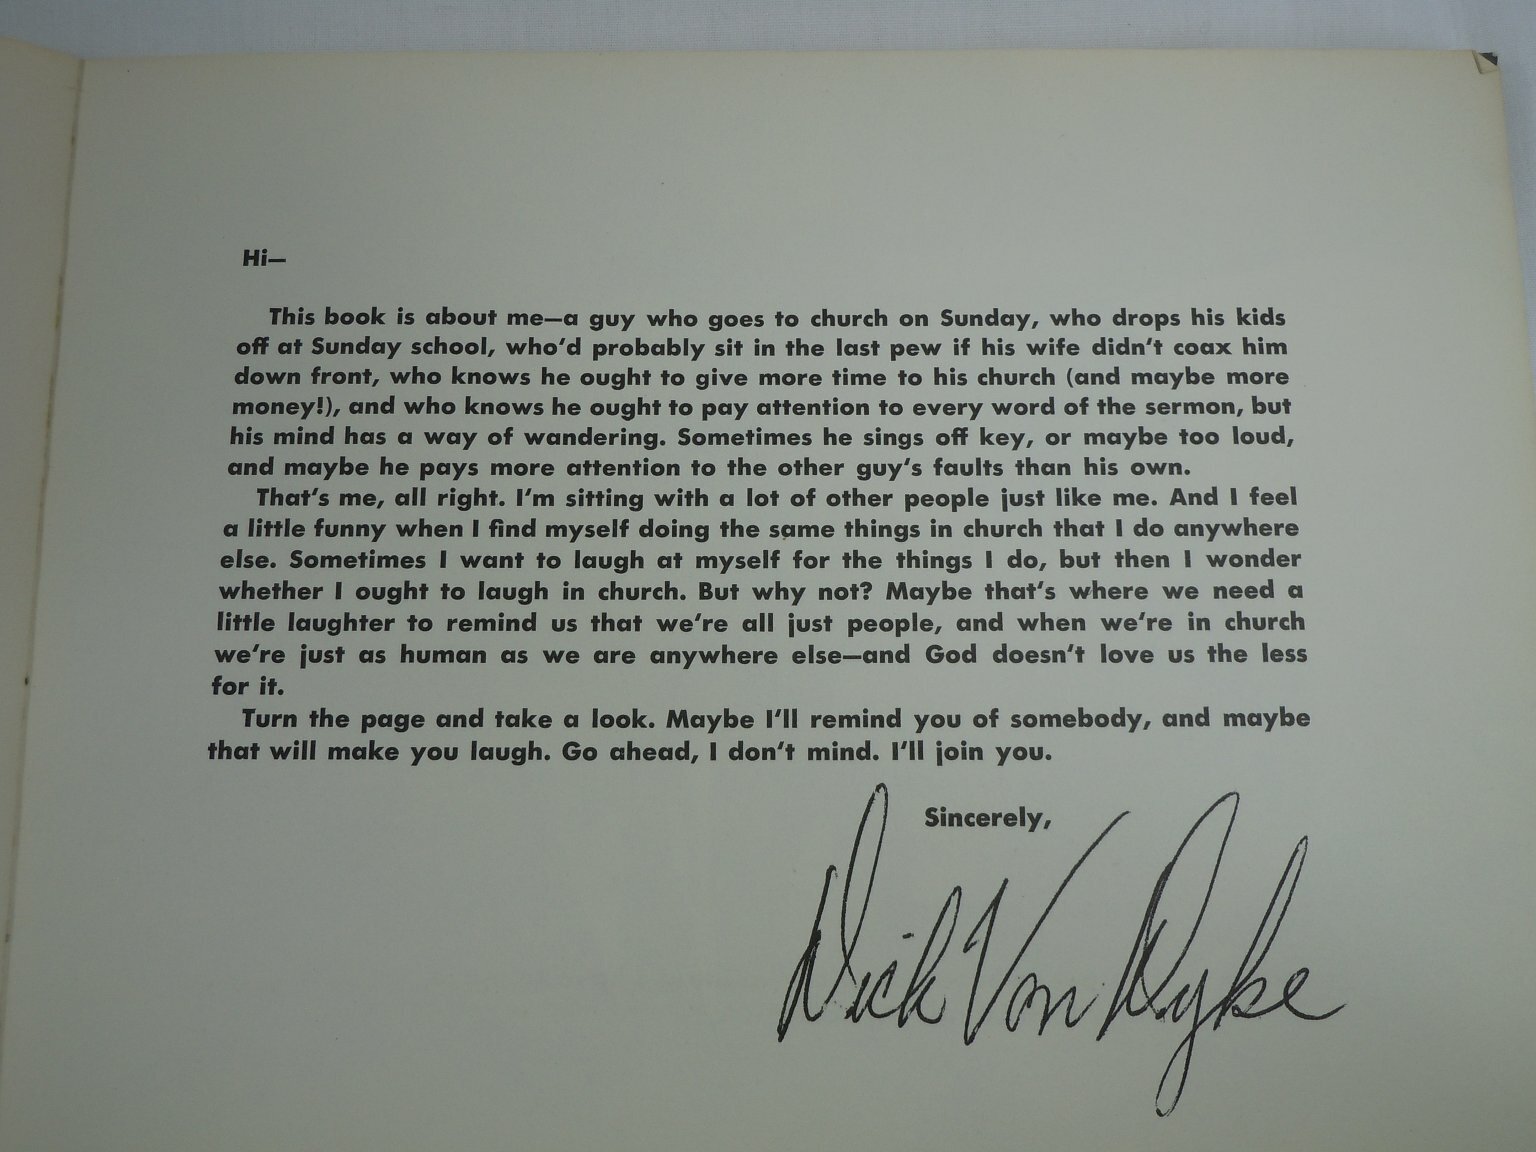 Hi—
This book is about me—a guy who goes to church on Sunday, who drops his kids
off at Sunday school, who'd probably sit in the last pew if his wife didn't coax him
down front, who knows he ought to give more time to his church (and maybe more
money!), and who knows he ought to pay attention to every word of the sermon, but
his mind has a way of wandering. Sometimes he sings off key, or maybe too loud,
and maybe he pays more attention to the other guy's faults than his own.
That's me, all right. I'm sitting with a lot of other people just like me. And I feel
a little funny when I find myself doing the same things in church that I do anywhere
else. Sometimes I want to laugh at myself for the things I do, but then I wonder
whether I ought to laugh in church. But why not? Maybe that's where we need a
little laughter to remind us that we're all just people, and when we're in church
we're just as human as we are anywhere else—and God doesn't love us the less
for it.
Turn the page and take a look. Maybe I'll remind you of somebody, and maybe
that will make you laugh. Go ahead, I don't mind. I'll join you.
Sincerely,
Dick Van Dyke